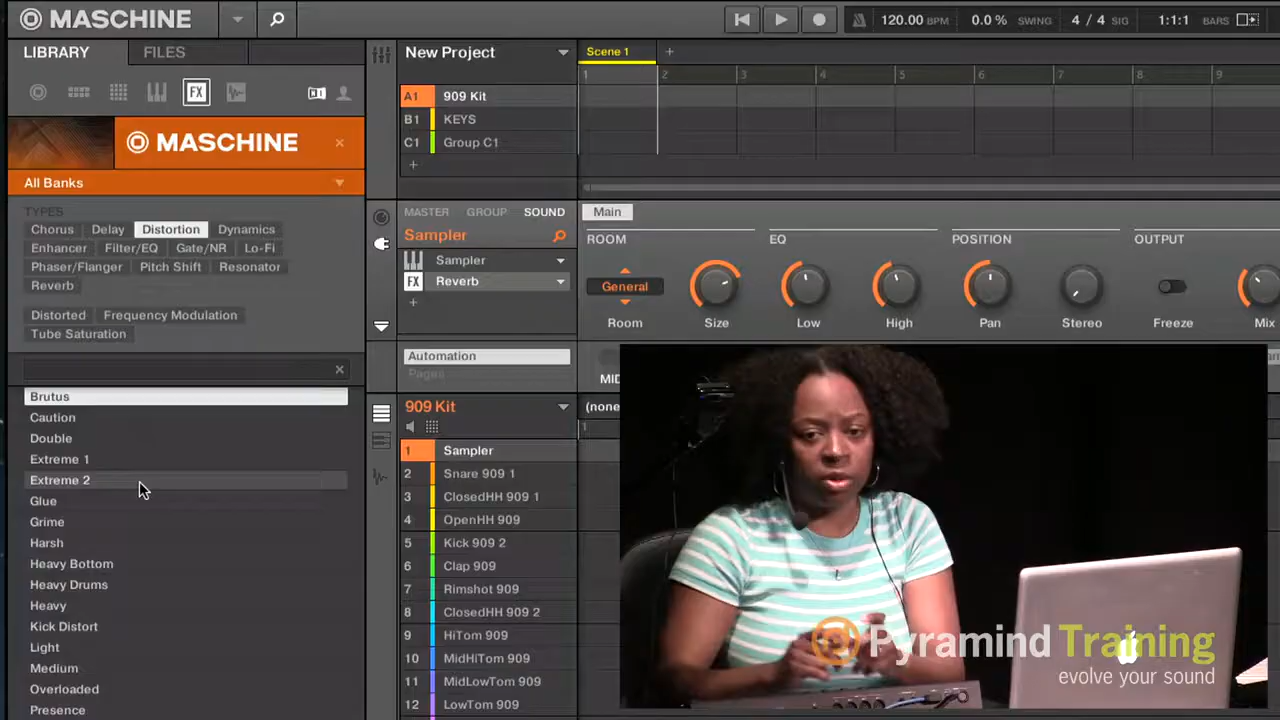 MASCHINE
120.00 BPM 0.0% SWING 4 / 4 SIG 1:1:1 BARS
LIBRARY FILES
New Project
Scene 1
1 2 3 4 5 6 7 8 9
A1 909 Kit
B1 KEYS
C1 Group C1
FX
MASCHINE
All Banks
TYPES
Chorus Delay Distortion Dynamics
Enhancer Filter/EQ Gate/NR Lo-Fi
Phaser/Flanger Pitch Shift Resonator
Reverb
Distorted Frequency Modulation
Tube Saturation
Brutus
Caution
Double
Extreme 1
Extreme 2
Glue
Grime
Harsh
Heavy Bottom
Heavy Drums
Heavy
Kick Distort
Light
Medium
Overloaded
Presence
MASTER GROUP SOUND
Sampler
Sampler
FX Reverb
Main
ROOM EQ POSITION OUTPUT
General
Room Size Low High Pan Stereo Freeze Mix
Automation
Pages
909 Kit
(none
1
1 Sampler
2 Snare 909 1
3 ClosedHH 909 1
4 OpenHH 909
5 Kick 909 2
6 Clap 909
7 Rimshot 909
8 ClosedHH 909 2
9 HiTom 909
10 MidHiTom 909
11 MidLowTom 909
12 LowTom 909
Pyramind Training
evolve your sound